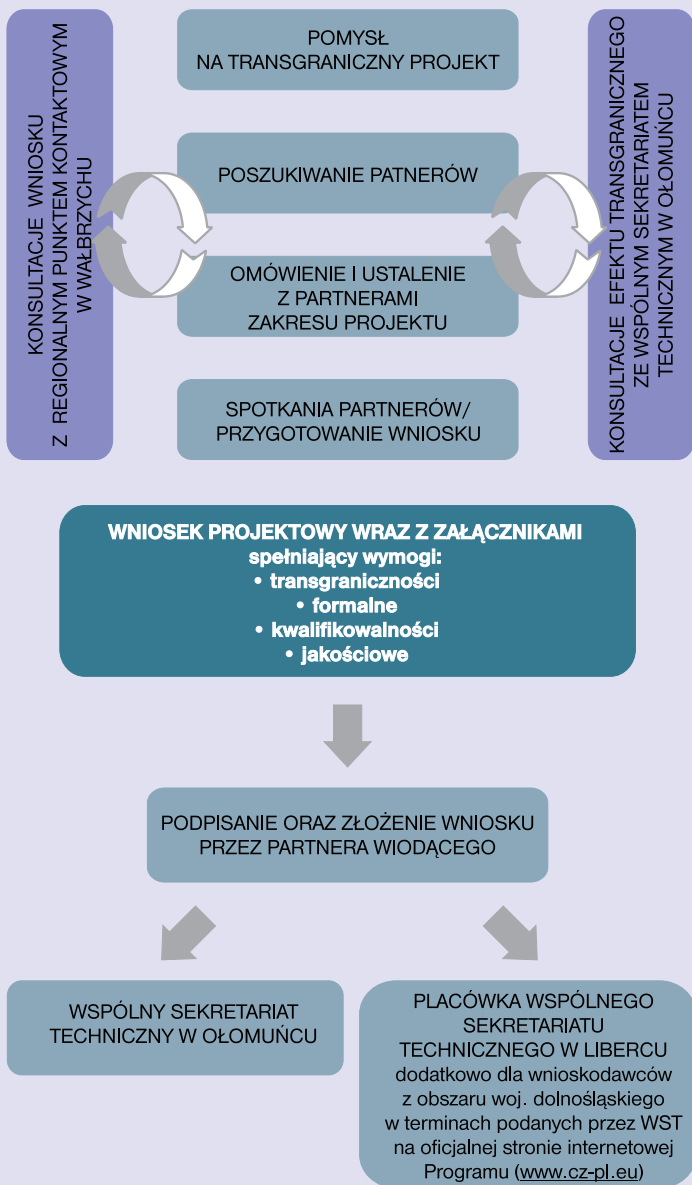 KONSULTACJE WNIOSKU
Z REGIONALNYM PUNKTEM KONTAKTOWYM
W WAŁBRZYCHU
POMYSŁ
NA TRANSGRANICZNY PROJEKT
POSZUKIWANIE PATNERÓW
OMÓWIENIE I USTALENIE
Z PARTNERAMI
ZAKRESU PROJEKTU
SPOTKANIA PARTNERÓW/
PRZYGOTOWANIE WNIOSKU
KONSULTACJE EFEKTU TRANSGRANICZNEGO
ZE WSPÓLNYM SEKRETARIATEM
TECHNICZNYM W OŁOMUŃCU
WNIOSEK PROJEKTOWY WRAZ Z ZAŁĄCZNIKAMI
spełniający wymogi:
• transgraniczności
• formalne
• kwalifikowalności
• jakościowe
PODPISANIE ORAZ ZŁOŻENIE WNIOSKU
PRZEZ PARTNERA WIODĄCEGO
WSPÓLNY SEKRETARIAT
TECHNICZNY W OŁOMUŃCU
PLACÓWKA WSPÓLNEGO
SEKRETARIATU
TECHNICZNEGO W LIBERCU
dodatkowo dla wnioskodawców
z obszaru woj. dolnośląskiego
w terminach podanych przez WST
na oficjalnej stronie internetowej
Programu (www.cz-pl.eu)